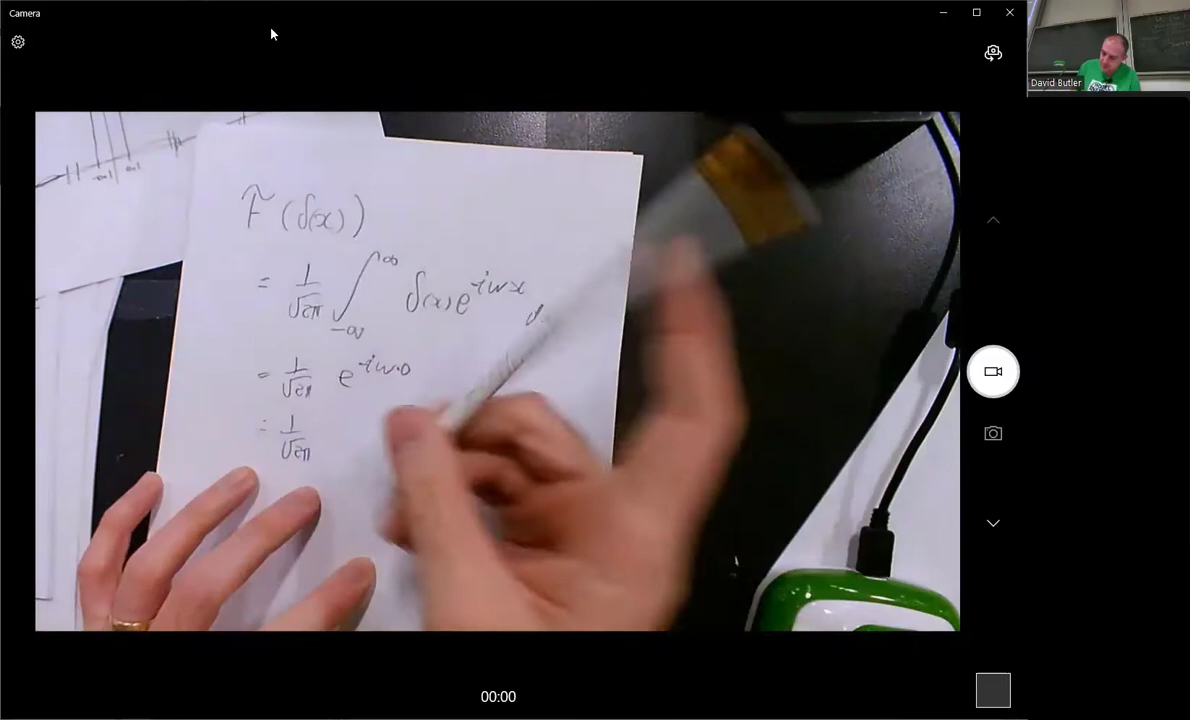 Camera
David Butler
F(δ(x))
= 1/√2π ∫_{-∞}^{∞} δ(x) e^{-iwx} d
= 1/√2π e^{-iw.0}
= 1/√2π
00:00